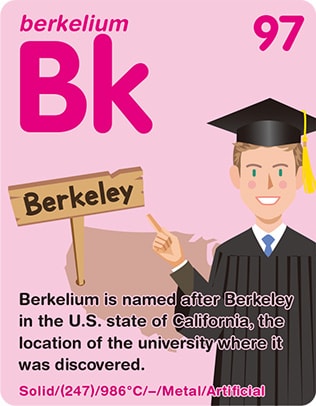 berkelium
97
Bk
Berkeley
Berkelium is named after Berkeley
in the U.S. state of California, the
location of the university where it
was discovered.
Solid/(247)/986°C/–/Metal/Artificial